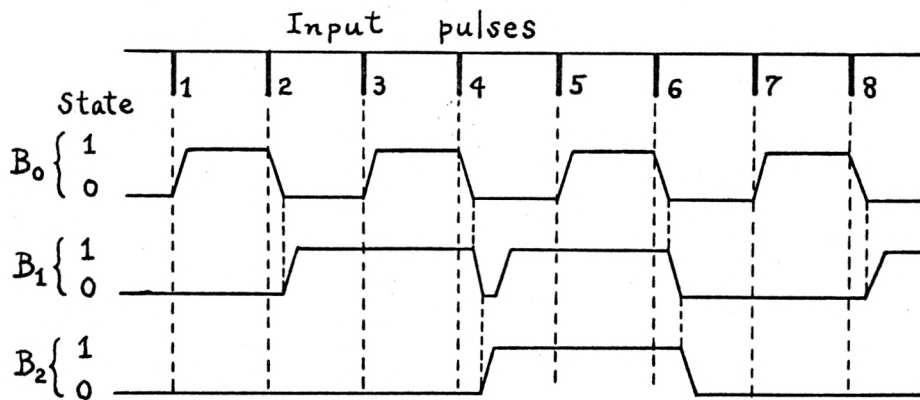 Input pulses
1 2 3 4 5 6 7 8
State
B₀ { 1
0
B₁ { 1
0
B₂ { 1
0